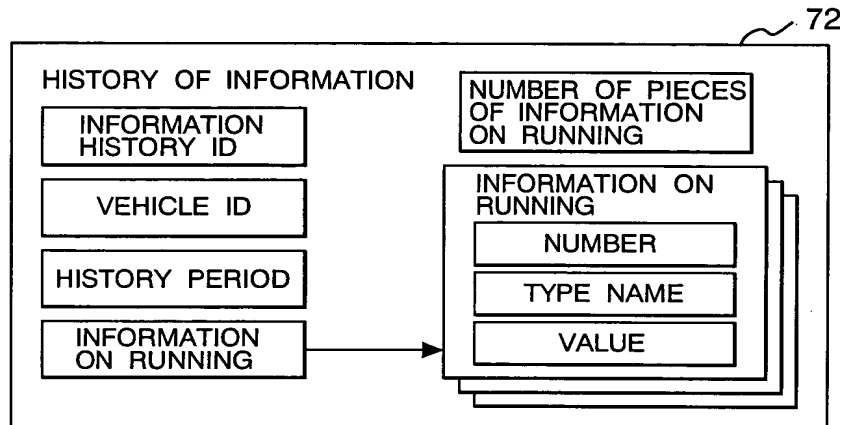 72
HISTORY OF INFORMATION
INFORMATION
HISTORY ID
VEHICLE ID
HISTORY PERIOD
INFORMATION
ON RUNNING
NUMBER OF PIECES
OF INFORMATION
ON RUNNING
INFORMATION ON
RUNNING
NUMBER
TYPE NAME
VALUE